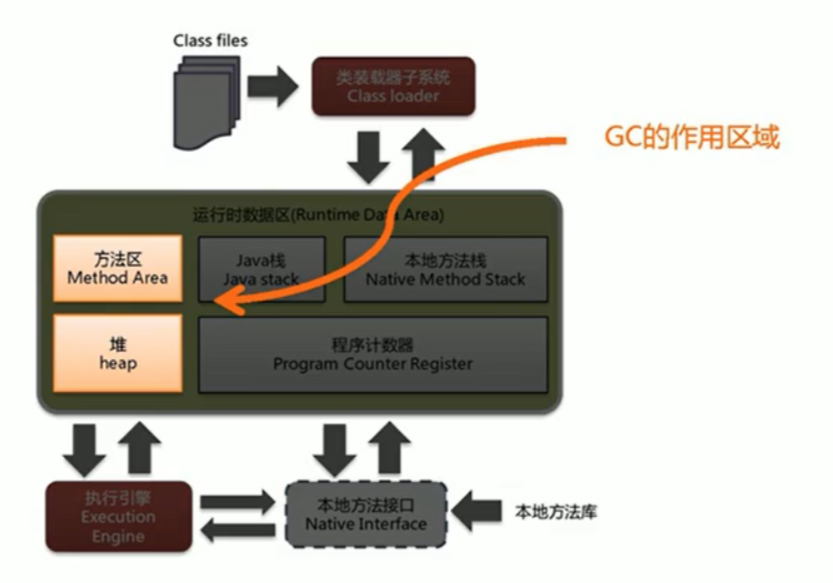 Class files
类装载器子系统
Class loader
GC的作用区域
运行时数据区(Runtime Data Area)
方法区
Method Area
Java栈
Java stack
本地方法栈
Native Method Stack
堆
heap
程序计数器
Program Counter Register
执行引擎
Execution
Engine
本地方法接口
Native Interface
本地方法库